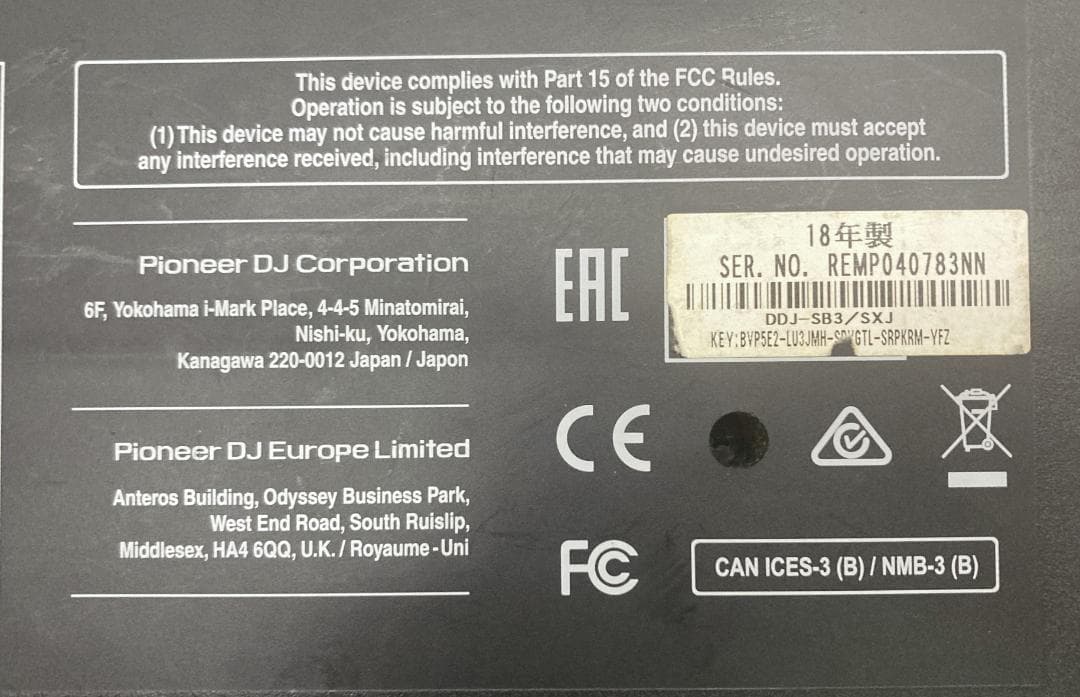 This device complies with Part 15 of the FCC Rules.
Operation is subject to the following two conditions:
(1) This device may not cause harmful interference, and (2) this device must accept
any interference received, including interference that may cause undesired operation.
Pioneer DJ Corporation
6F, Yokohama i-Mark Place, 4-4-5 Minatomirai,
Nishi-ku, Yokohama,
Kanagawa 220-0012 Japan / Japon
Pioneer DJ Europe Limited
Anteros Building, Odyssey Business Park,
West End Road, South Ruislip,
Middlesex, HA4 6QQ, U.K. / Royaume-Uni
EAC
18年製
SER. NO. REMP040783NN
DDJ-SB3/SXJ
KEY:BVP5E2-LU3JMH-
-SRPKRM-YFZ
CE
FC
CAN ICES-3 (B) / NMB-3 (B)